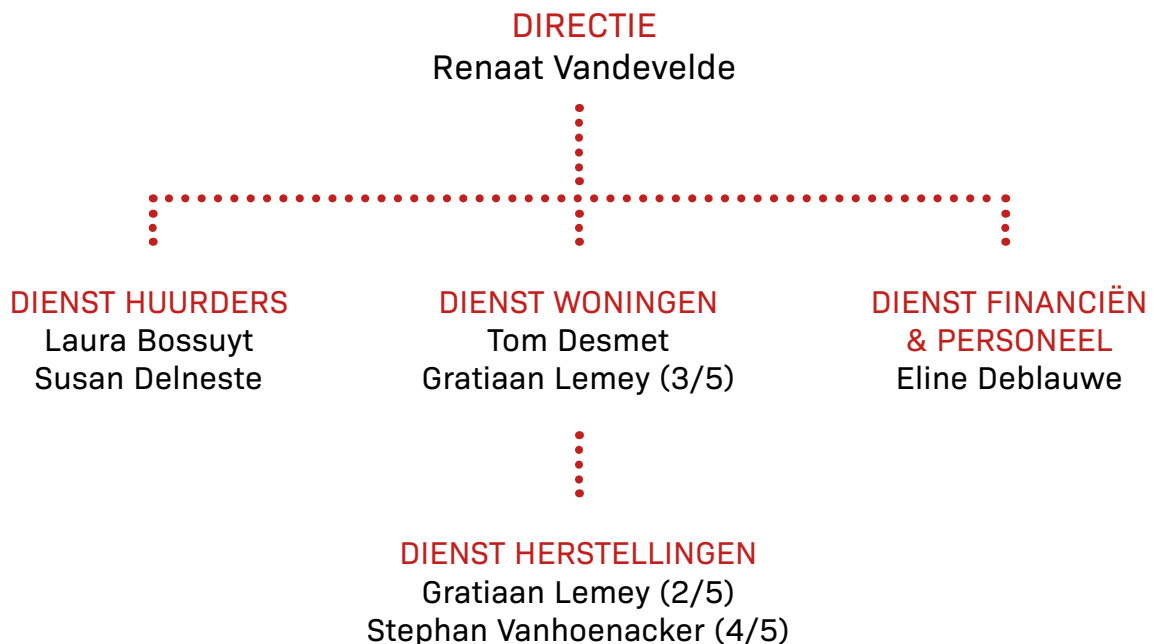 DIRECTIE
Renaat Vandevelde
DIENST HUURDERS
Laura Bossuyt
Susan Delneste
DIENST WONINGEN
Tom Desmet
Gratiaan Lemey (3/5)
DIENST FINANCIËN
& PERSONEEL
Eline Deblauwe
DIENST HERSTELLINGEN
Gratiaan Lemey (2/5)
Stephan Vanhoenacker (4/5)